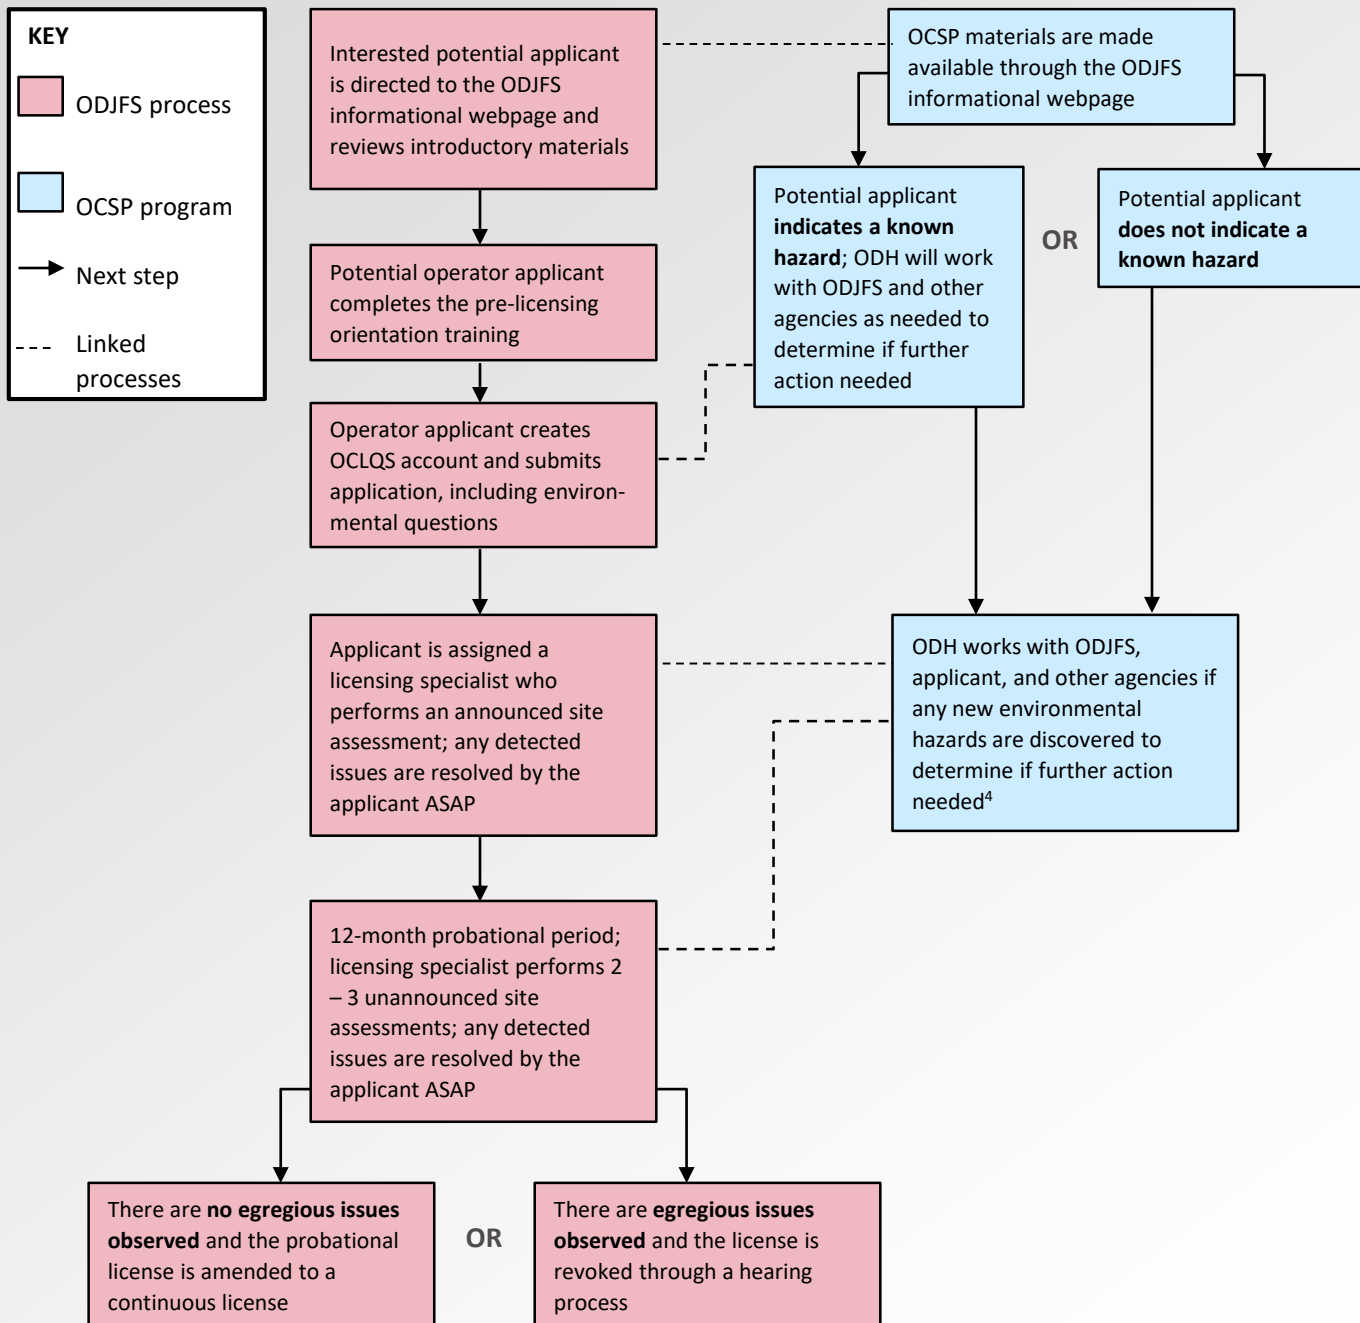 KEY
ODJFS process
OCSP program
Next step
Linked
processes
Interested potential applicant
is directed to the ODJFS
informational webpage and
reviews introductory materials
OCSP materials are made
available through the ODJFS
informational webpage
Potential applicant
indicates a known
hazard; ODH will work
with ODJFS and other
agencies as needed to
determine if further
action needed
OR
Potential applicant
does not indicate a
known hazard
Potential operator applicant
completes the pre-licensing
orientation training
Operator applicant creates
OCLQS account and submits
application, including environ-
mental questions
Applicant is assigned a
licensing specialist who
performs an announced site
assessment; any detected
issues are resolved by the
applicant ASAP
ODH works with ODJFS,
applicant, and other agencies if
any new environmental
hazards are discovered to
determine if further action
needed⁴
12-month probational period;
licensing specialist performs 2
– 3 unannounced site
assessments; any detected
issues are resolved by the
applicant ASAP
There are no egregious issues
observed and the probational
license is amended to a
continuous license
OR
There are egregious issues
observed and the license is
revoked through a hearing
process